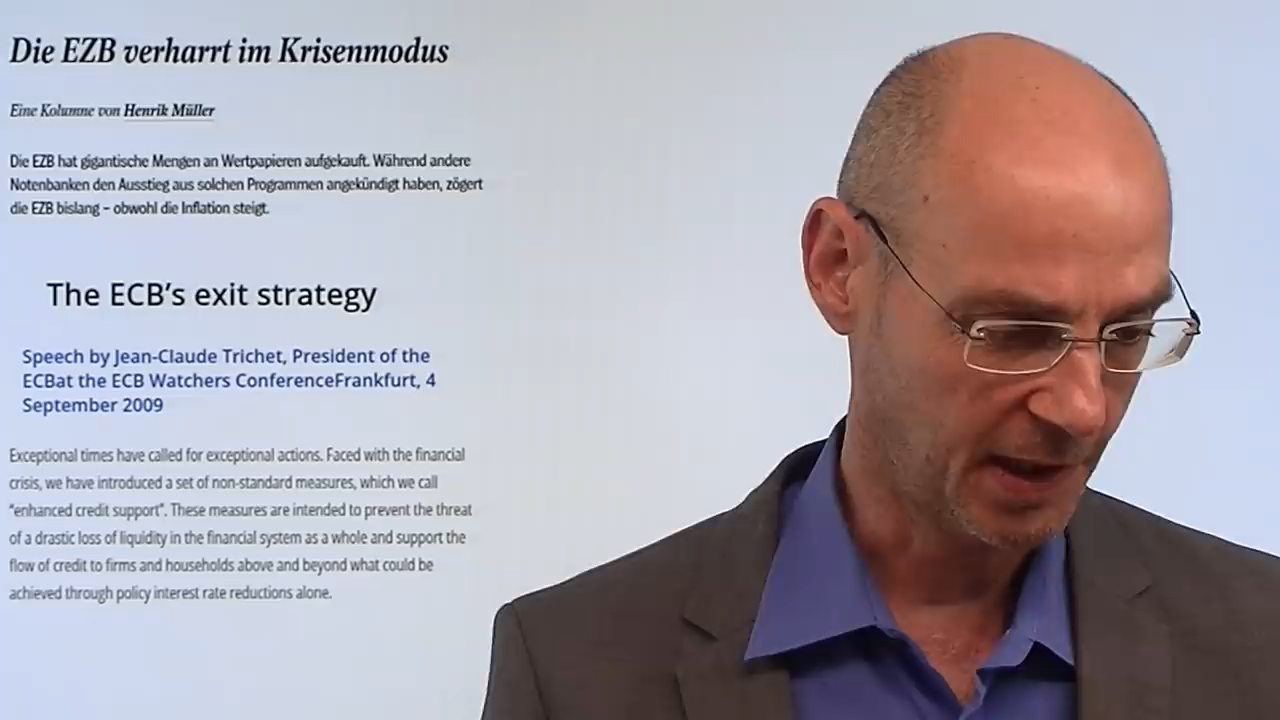 Die EZB verharrt im Krisenmodus
Eine Kolumne von Henrik Müller
Die EZB hat gigantische Mengen an Wertpapieren aufgekauft. Während andere
Notenbanken den Ausstieg aus solchen Programmen angekündigt haben, zögert
die EZB bislang – obwohl die Inflation steigt.
The ECB’s exit strategy
Speech by Jean-Claude Trichet, President of the
ECBat the ECB Watchers ConferenceFrankfurt, 4
September 2009
Exceptional times have called for exceptional actions. Faced with the financial
crisis, we have introduced a set of non-standard measures, which we call
“enhanced credit support”. These measures are intended to prevent the threat
of a drastic loss of liquidity in the financial system as a whole and support the
flow of credit to firms and households above and beyond what could be
achieved through policy interest rate reductions alone.